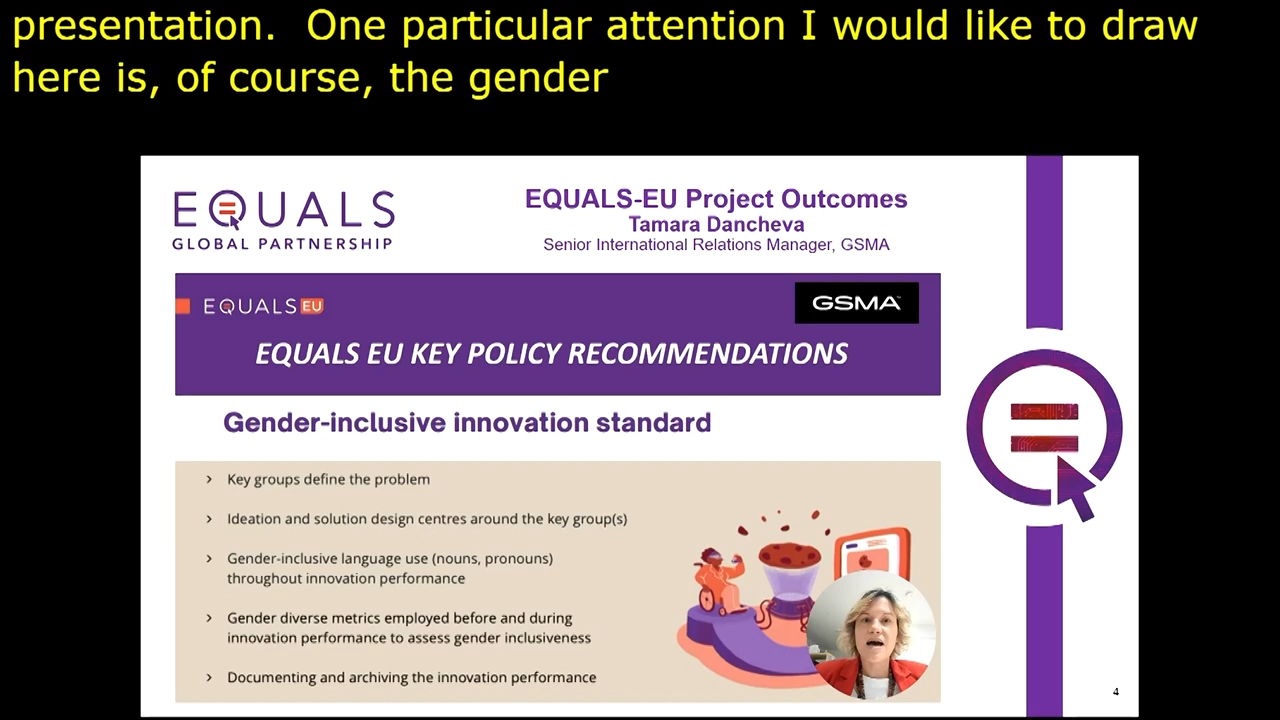 presentation.  One particular attention I would like to draw
here is, of course, the gender
EQUALS
GLOBAL PARTNERSHIP
EQUALS-EU Project Outcomes
Tamara Dancheva
Senior International Relations Manager, GSMA
EQUALS EU
GSMA™
EQUALS EU KEY POLICY RECOMMENDATIONS
Gender-inclusive innovation standard
› Key groups define the problem
› Ideation and solution design centres around the key group(s)
› Gender-inclusive language use (nouns, pronouns)
throughout innovation performance
› Gender diverse metrics employed before and during
innovation performance to assess gender inclusiveness
› Documenting and archiving the innovation performance
4